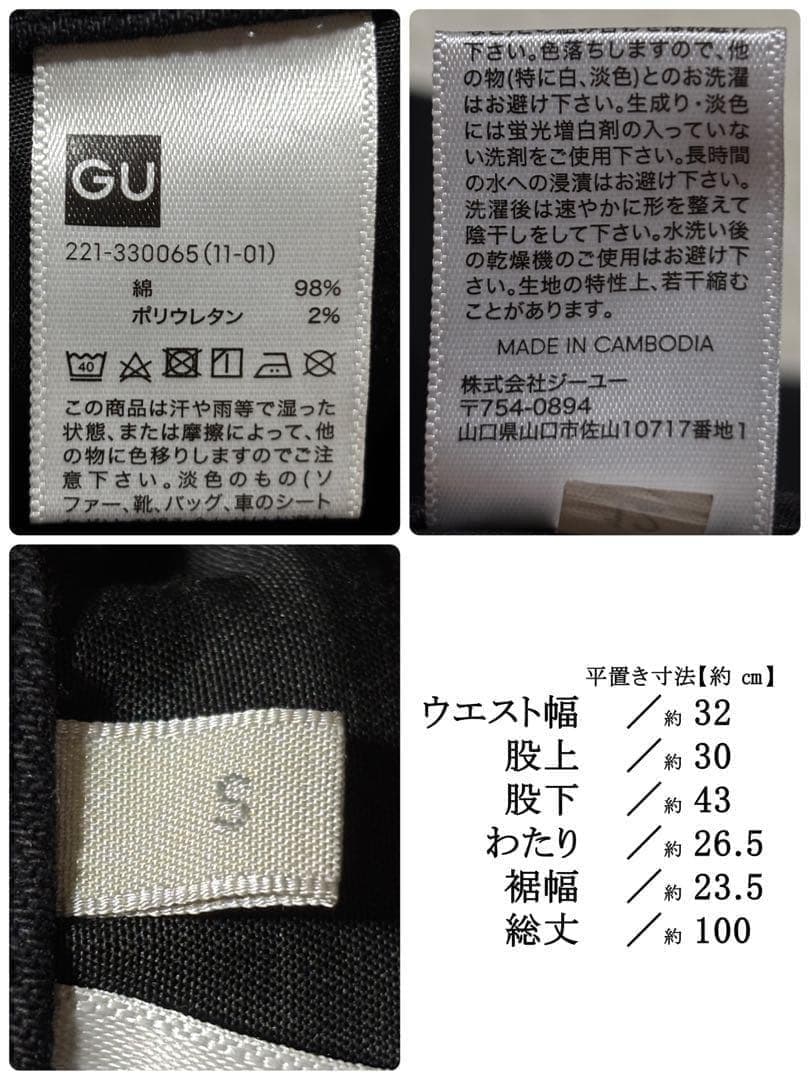 GU
221-330065(11-01)
綿 98%
ポリウレタン 2%
40
この商品は汗や雨等で湿った
状態、または摩擦によって、他
の物に色移りしますのでご注
意下さい。淡色のもの(ソ
ファー、靴、バッグ、車のシート
下さい。色落ちしますので、他
の物(特に白、淡色)とのお洗濯
はお避け下さい。生成り・淡色
には蛍光増白剤の入っていな
い洗剤をご使用下さい。長時間
の水への浸漬はお避け下さい。
洗濯後は速やかに形を整えて
陰干しをして下さい。水洗い後
の乾燥機のご使用はお避け下
さい。生地の特性上、若干縮む
ことがあります。
MADE IN CAMBODIA
株式会社ジーユー
〒754-0894
山口県山口市佐山10717番地1
S
平置き寸法【約 ㎝】
ウエスト幅 ／約 32
股上 ／約 30
股下 ／約 43
わたり ／約 26.5
裾幅 ／約 23.5
総丈 ／約 100